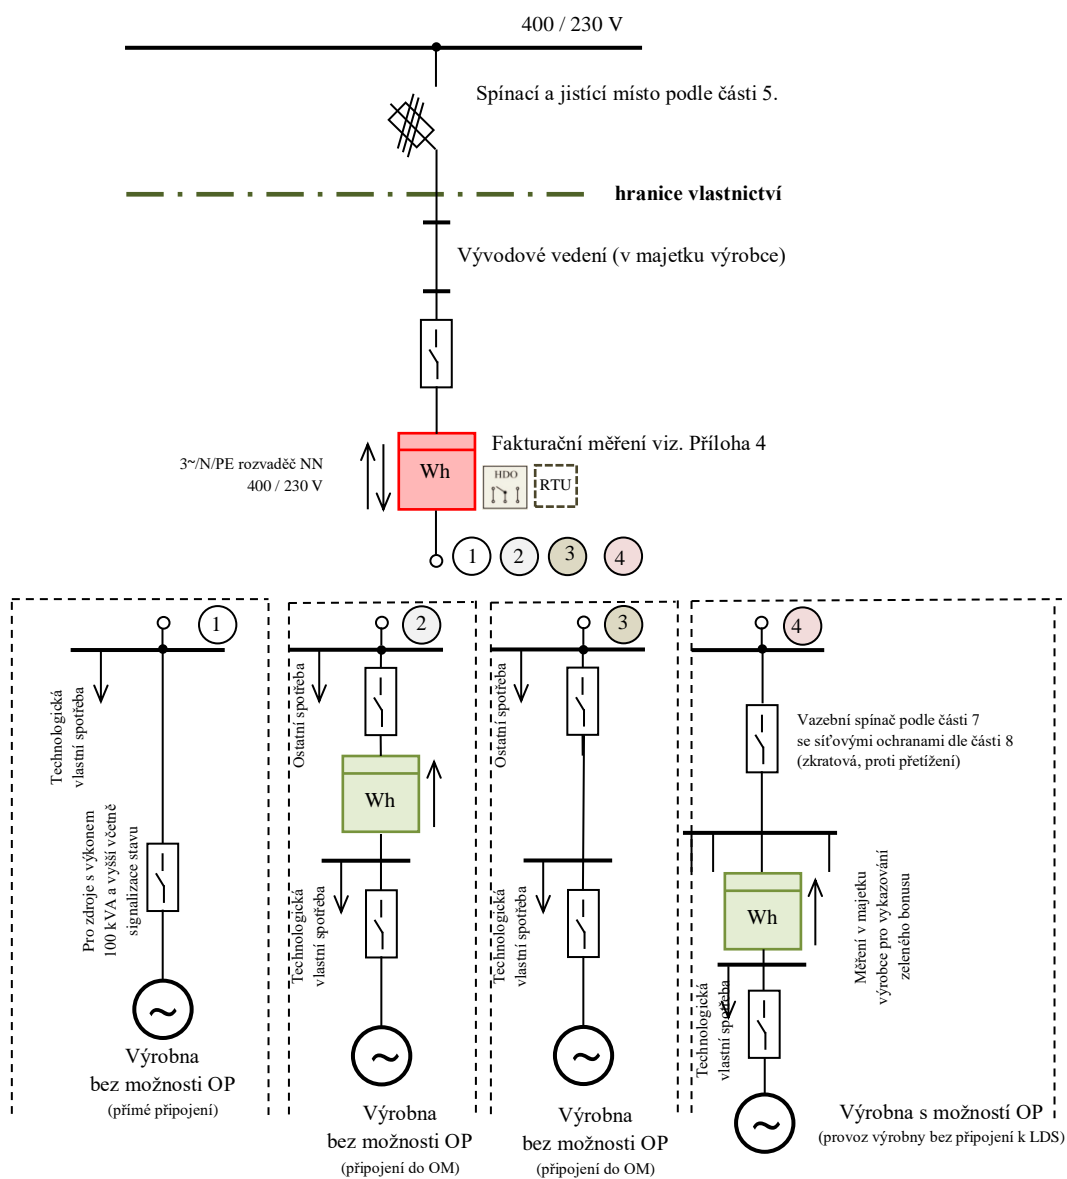 400 / 230 V
Spínací a jistící místo podle části 5.
hranice vlastnictví
Vývodové vedení (v majetku výrobce)
Fakturační měření viz. Příloha 4
3~/N/PE rozvaděč NN
400 / 230 V
Wh
HDO
RTU
1
2
3
4
1
Technologická
vlastní spotřeba
Pro zdroje s výkonem
100 kVA a vyšší včetně
signalizace stavu
~
Výrobna
bez možnosti OP
(přímé připojení)
2
Ostatní spotřeba
Wh
Technologická
vlastní spotřeba
~
Výrobna
bez možnosti OP
(připojení do OM)
3
Ostatní spotřeba
Technologická
vlastní spotřeba
~
Výrobna
bez možnosti OP
(připojení do OM)
4
Vazební spínač podle části 7
se síťovými ochranami dle části 8
(zkratová, proti přetížení)
Wh
Měření v majetku
výrobce pro vykazování
zeleného bonusu
Technologická
vlastní spotřeba
~
Výrobna s možností OP
(provoz výrobny bez připojení k LDS)